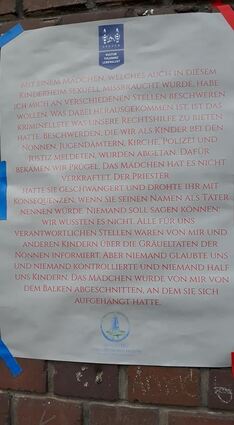 KULTUR
TOLERANZ
LEBENSLUST
MIT EINEM MÄDCHEN, WELCHES AUCH IN DIESEM
KINDERHEIM SEXUELL MISSBRAUCHT WURDE, HABE
ICH MICH AN VERSCHIEDENEN STELLEN BESCHWEREN
WOLLEN. WAS DABEI HERAUSGEKOMMEN IST, IST DAS
KRIMINELLSTE WAS UNSERE RECHTSHILFE ZU BIETEN
HATTE. BESCHWERDEN, DIE WIR ALS KINDER BEI DEN
NONNEN, JUGENDÄMTERN, KIRCHE, POLIZEI UND
JUSTIZ MELDETEN, WURDEN ABGETAN. DAFÜR
BEKAMEN WIR PRÜGEL. DAS MÄDCHEN HAT ES NICHT
VERKRAFTET. DER PRIESTER
HATTE SIE GESCHWÄNGERT UND DROHTE IHR MIT
KONSEQUENZEN, WENN SIE SEINEN NAMEN ALS TÄTER
NENNEN WÜRDE. NIEMAND SOLL SAGEN KÖNNEN;
WIR WUSSTEN ES NICHT. ALLE FÜR UNS
VERANTWORTLICHEN STELLEN WAREN VON MIR UND
ANDEREN KINDERN ÜBER DIE GRÄUELTATEN DER
NONNEN INFORMIERT. ABER NIEMAND GLAUBTE UNS
UND NIEMAND KONTROLLIERTE UND NIEMAND HALF
UNS KINDERN. DAS MÄDCHEN WURDE VON MIR VON
DEM BALKEN ABGESCHNITTEN, AN DEM SIE SICH
AUFGEHÄNGT HATTE.